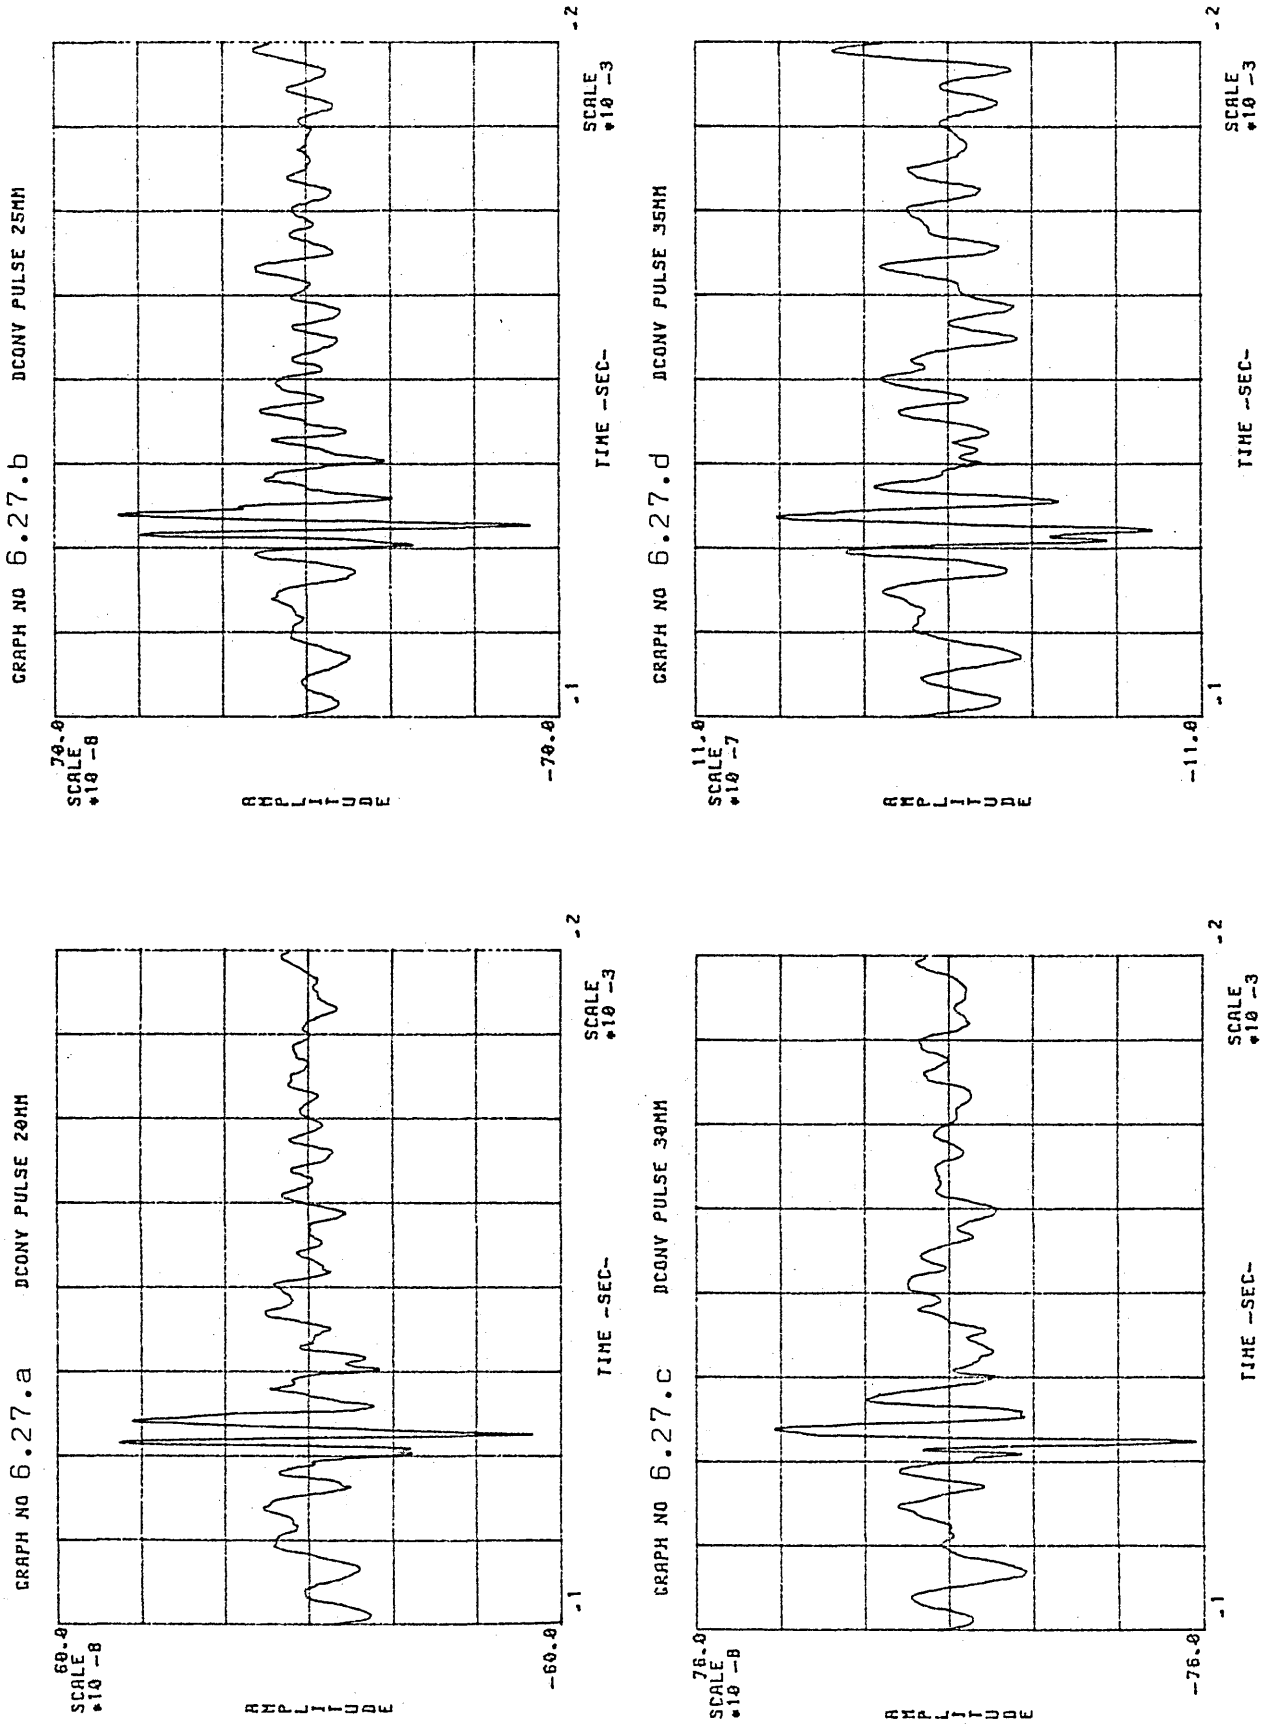 GRAPH NO 6.27.a DCONV PULSE 20MM
60.0
SCALE
*10 -8
AMPLITUDE
-60.0
.1
TIME -SEC-
SCALE
*10 -3
.2
GRAPH NO 6.27.b DCONV PULSE 25MM
70.0
SCALE
*10 -8
AMPLITUDE
-70.0
.1
TIME -SEC-
SCALE
*10 -3
.2
GRAPH NO 6.27.c DCONV PULSE 30MM
76.0
SCALE
*10 -8
AMPLITUDE
-76.0
.1
TIME -SEC-
SCALE
*10 -3
.2
GRAPH NO 6.27.d DCONV PULSE 35MM
11.0
SCALE
*10 -7
AMPLITUDE
-11.0
.1
TIME -SEC-
SCALE
*10 -3
.2